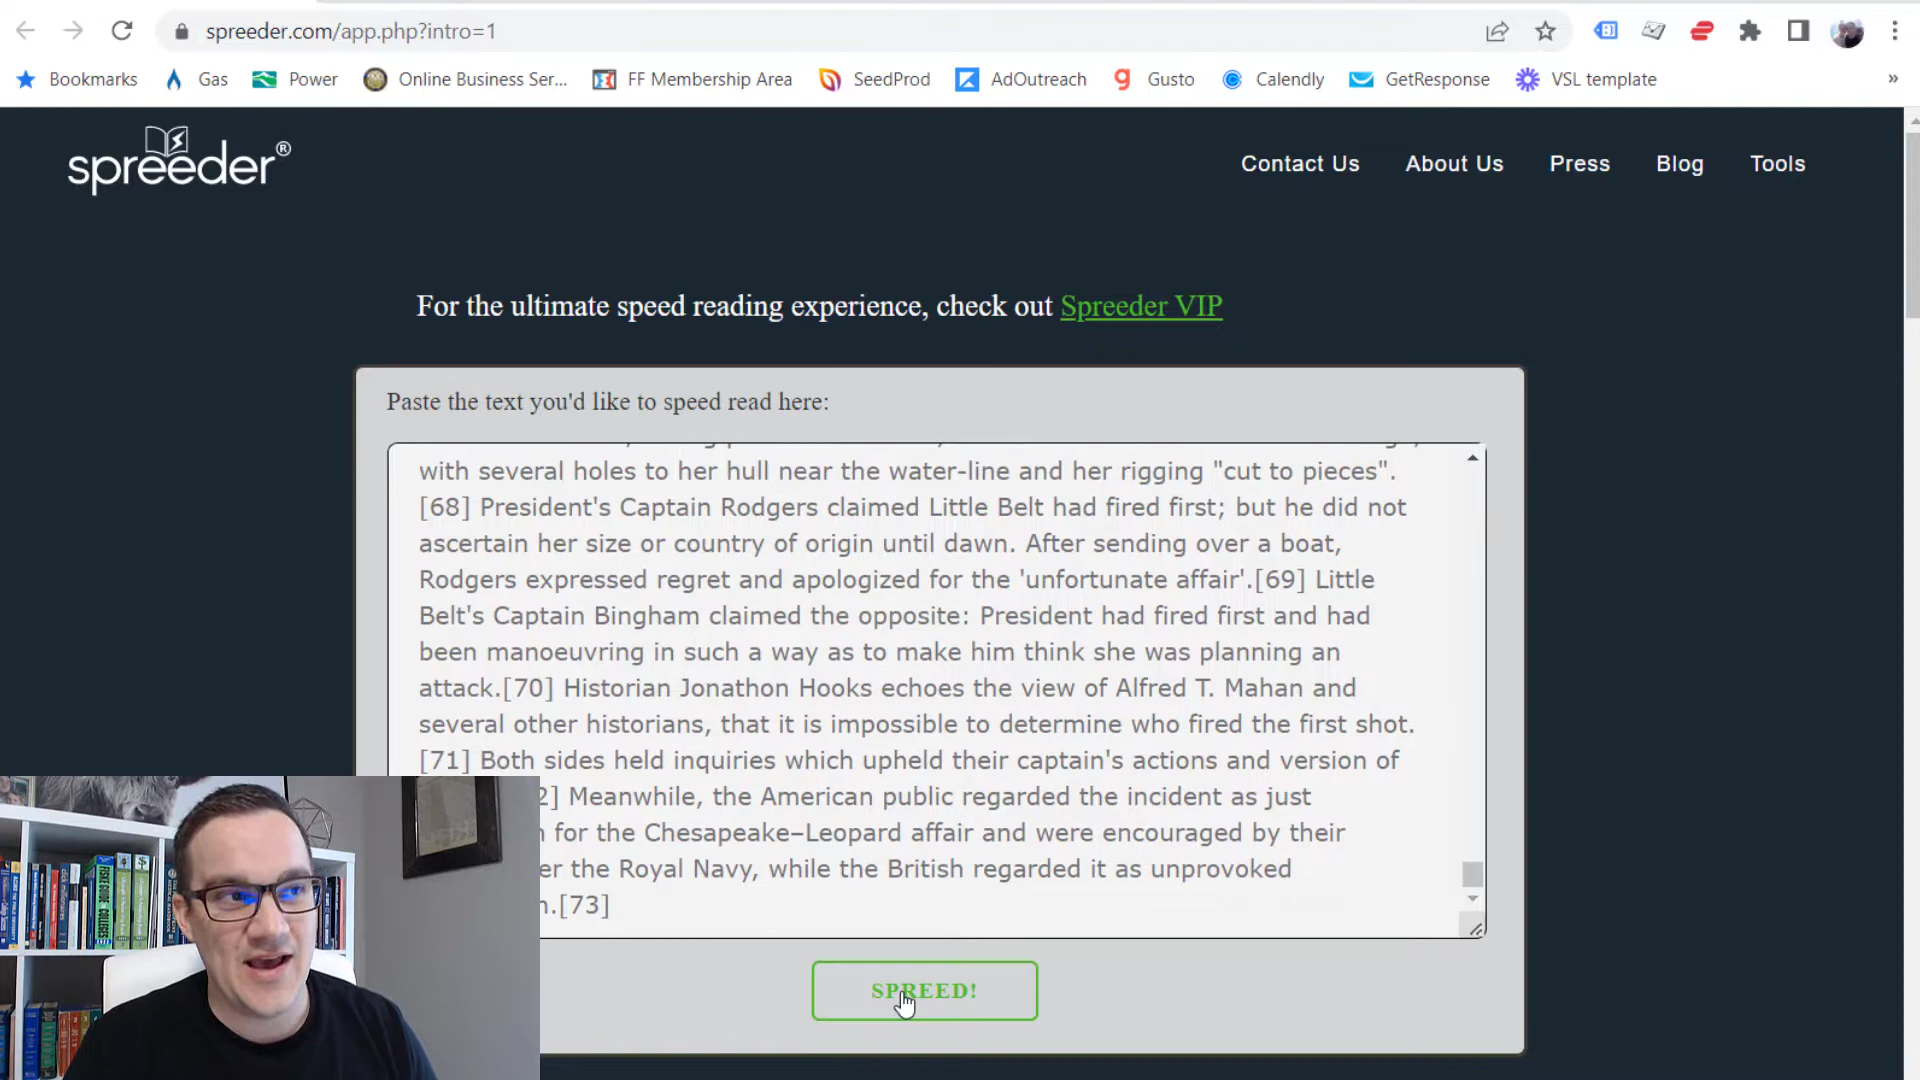 spreeder.com/app.php?intro=1
Bookmarks Gas Power Online Business Ser... FF Membership Area SeedProd AdOutreach Gusto Calendly GetResponse VSL template »
spreeder®
Contact Us About Us Press Blog Tools
For the ultimate speed reading experience, check out Spreeder VIP
Paste the text you'd like to speed read here:
with several holes to her hull near the water-line and her rigging "cut to pieces".
[68] President's Captain Rodgers claimed Little Belt had fired first; but he did not
ascertain her size or country of origin until dawn. After sending over a boat,
Rodgers expressed regret and apologized for the 'unfortunate affair'.[69] Little
Belt's Captain Bingham claimed the opposite: President had fired first and had
been manoeuvring in such a way as to make him think she was planning an
attack.[70] Historian Jonathon Hooks echoes the view of Alfred T. Mahan and
several other historians, that it is impossible to determine who fired the first shot.
[71] Both sides held inquiries which upheld their captain's actions and version of
2] Meanwhile, the American public regarded the incident as just
n for the Chesapeake–Leopard affair and were encouraged by their
er the Royal Navy, while the British regarded it as unprovoked
n.[73]
SPREED!